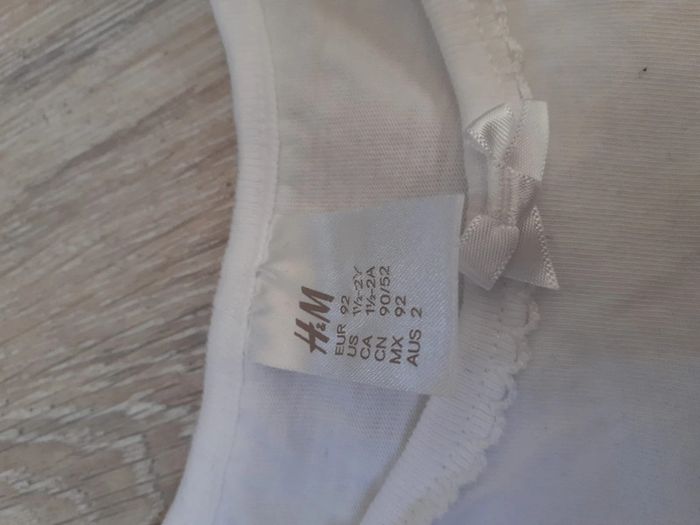 H&M
EUR 92
US 1½-2Y
CA 1½-2A
CN 90/52
MX 92
AUS 2